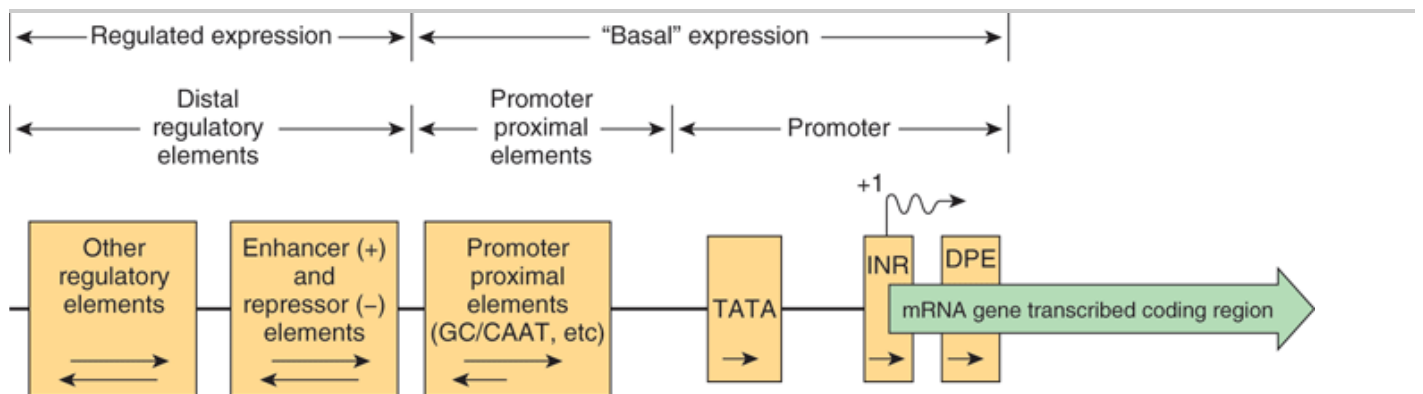 Regulated expression
“Basal” expression
Distal
regulatory
elements
Promoter
proximal
elements
Promoter
+1
Other
regulatory
elements
Enhancer (+)
and
repressor (−)
elements
Promoter
proximal
elements
(GC/CAAT, etc)
TATA
INR
DPE
mRNA gene transcribed coding region